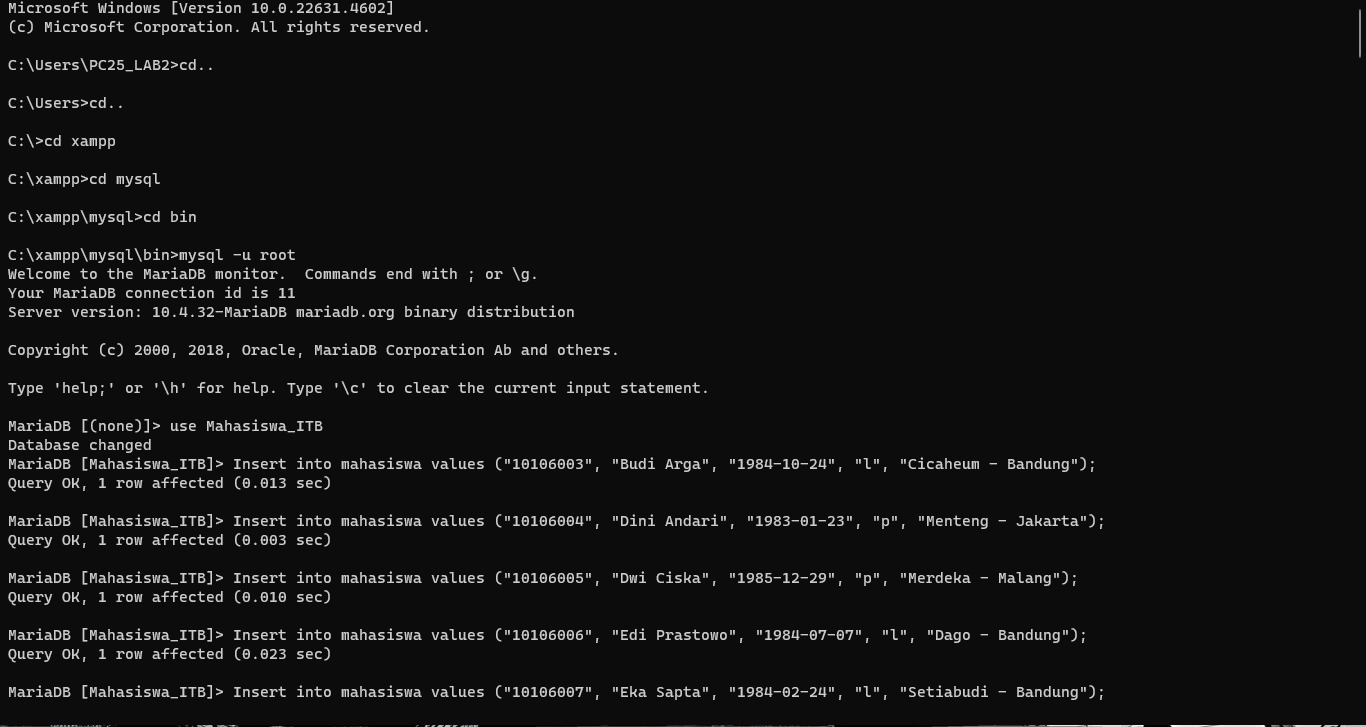 Microsoft Windows [Version 10.0.22631.4602]
(c) Microsoft Corporation. All rights reserved.
C:\Users\PC25_LAB2>cd..
C:\Users>cd..
C:\>cd xampp
C:\xampp>cd mysql
C:\xampp\mysql>cd bin
C:\xampp\mysql\bin>mysql -u root
Welcome to the MariaDB monitor.  Commands end with ; or \g.
Your MariaDB connection id is 11
Server version: 10.4.32-MariaDB mariadb.org binary distribution
Copyright (c) 2000, 2018, Oracle, MariaDB Corporation Ab and others.
Type 'help;' or '\h' for help. Type '\c' to clear the current input statement.
MariaDB [(none)]> use Mahasiswa_ITB
Database changed
MariaDB [Mahasiswa_ITB]> Insert into mahasiswa values ("10106003", "Budi Arga", "1984-10-24", "l", "Cicaheum - Bandung");
Query OK, 1 row affected (0.013 sec)
MariaDB [Mahasiswa_ITB]> Insert into mahasiswa values ("10106004", "Dini Andari", "1983-01-23", "p", "Menteng - Jakarta");
Query OK, 1 row affected (0.003 sec)
MariaDB [Mahasiswa_ITB]> Insert into mahasiswa values ("10106005", "Dwi Ciska", "1985-12-29", "p", "Merdeka - Malang");
Query OK, 1 row affected (0.010 sec)
MariaDB [Mahasiswa_ITB]> Insert into mahasiswa values ("10106006", "Edi Prastowo", "1984-07-07", "l", "Dago - Bandung");
Query OK, 1 row affected (0.023 sec)
MariaDB [Mahasiswa_ITB]> Insert into mahasiswa values ("10106007", "Eka Sapta", "1984-02-24", "l", "Setiabudi - Bandung");